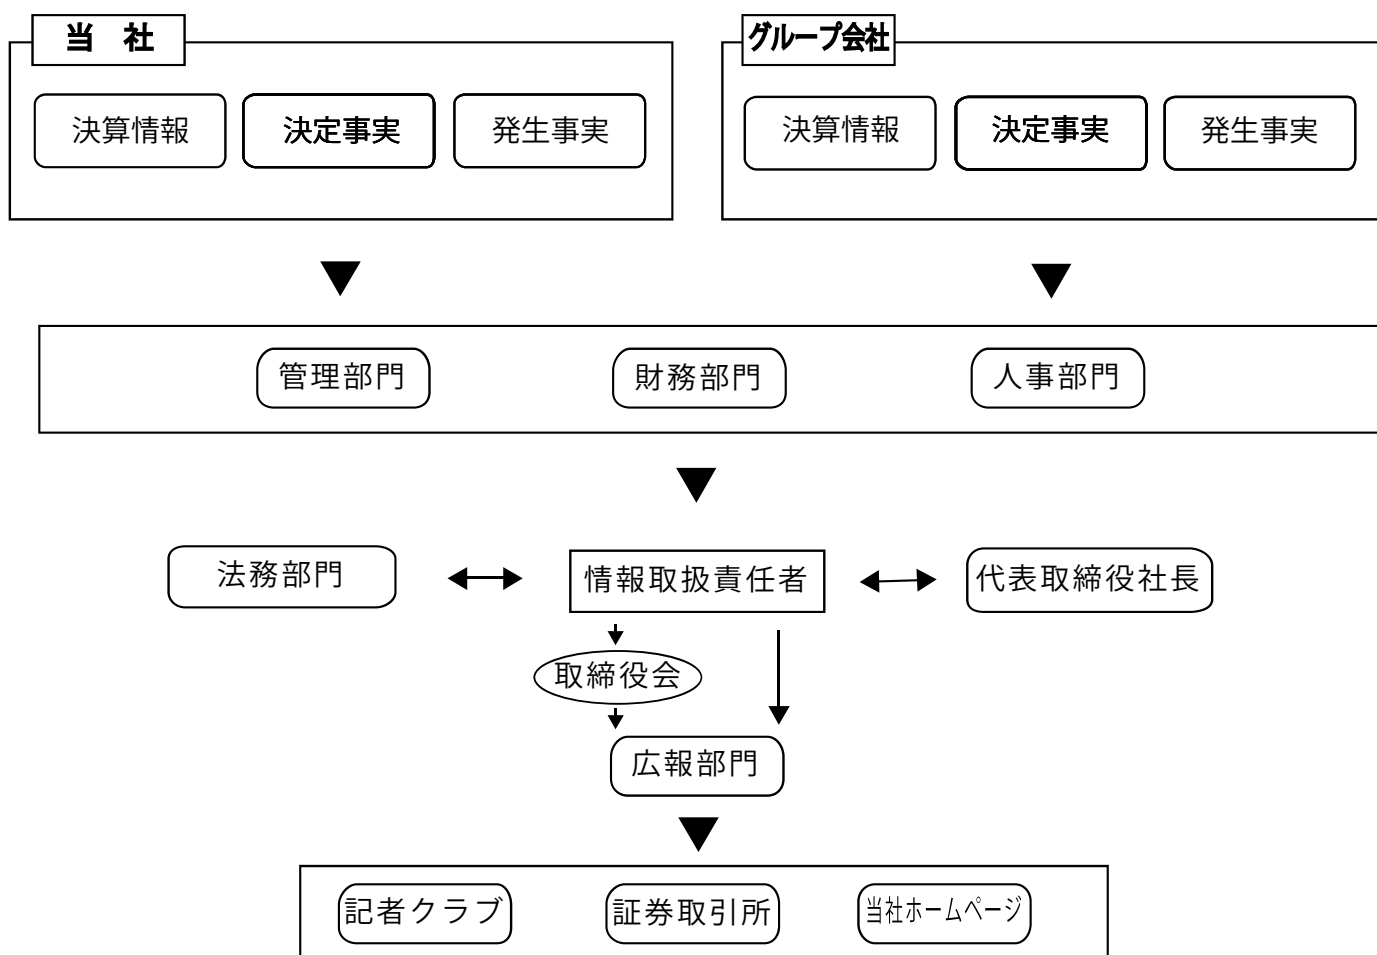 当　社
グループ会社
決算情報
決定事実
発生事実
決算情報
決定事実
発生事実
管理部門
財務部門
人事部門
法務部門
情報取扱責任者
代表取締役社長
取締役会
広報部門
記者クラブ
証券取引所
当社ホームページ